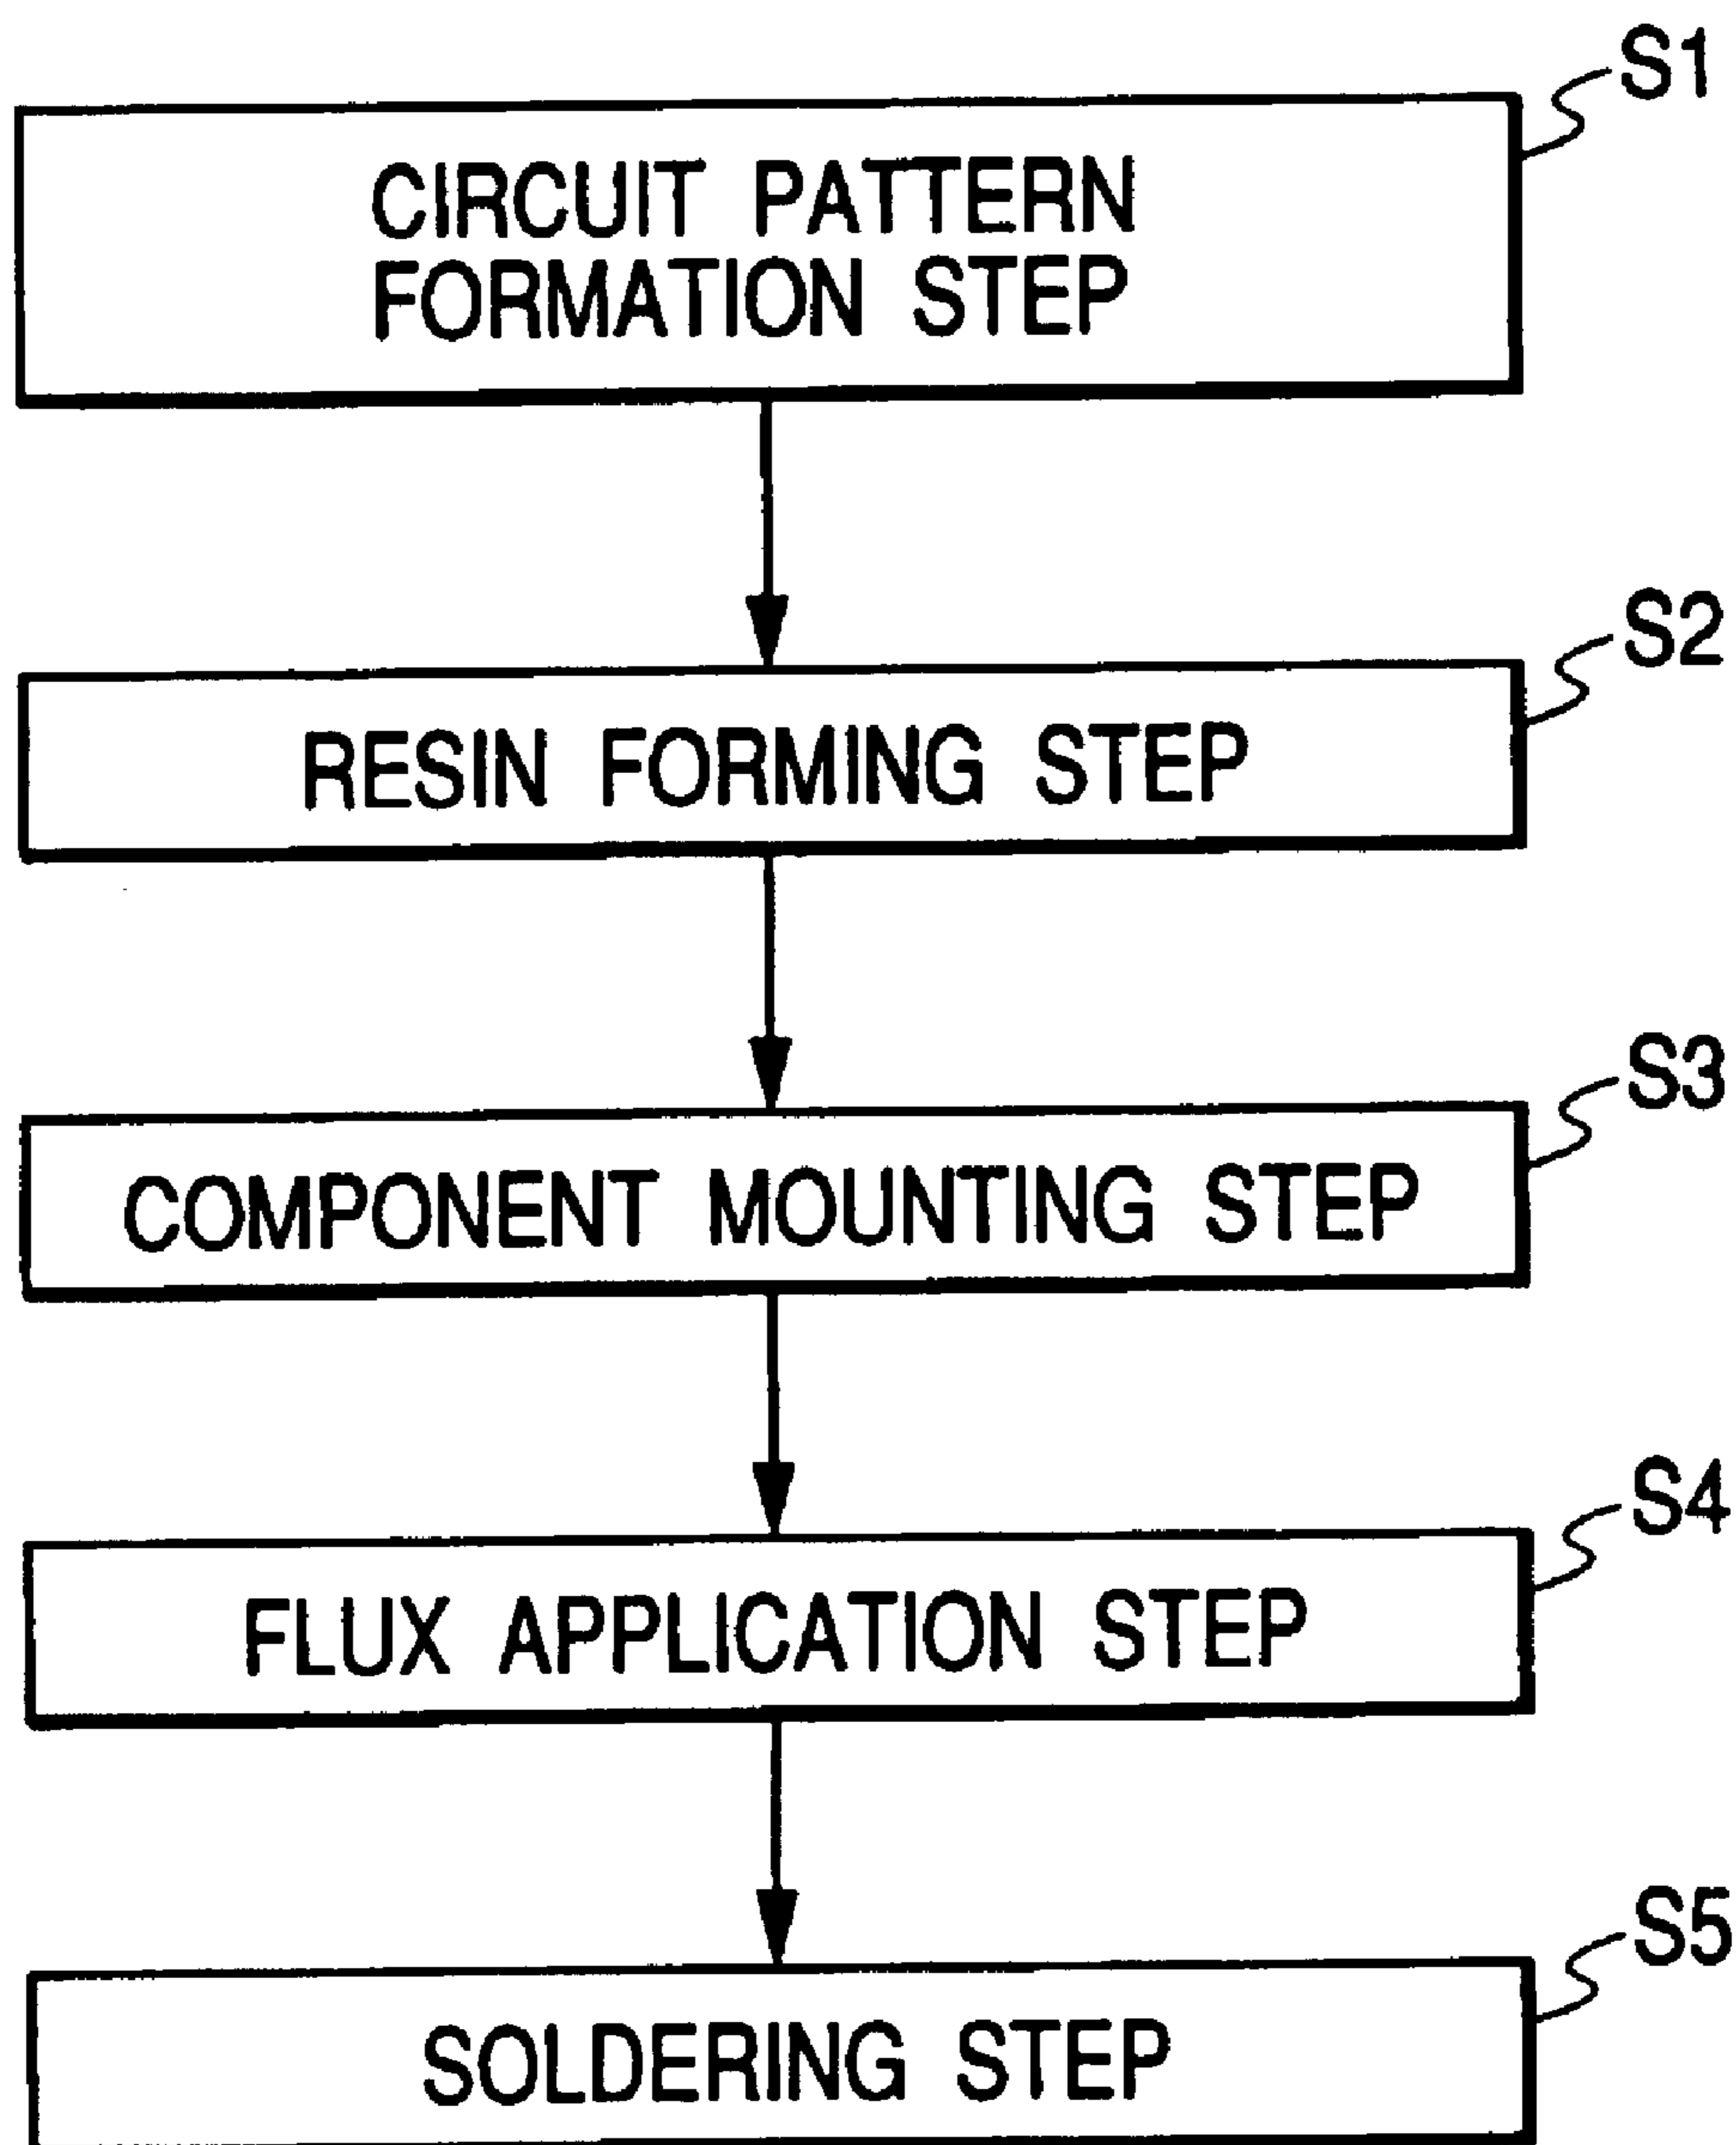 S1
CIRCUIT PATTERN
FORMATION STEP
S2
RESIN FORMING STEP
S3
COMPONENT MOUNTING STEP
S4
FLUX APPLICATION STEP
S5
SOLDERING STEP